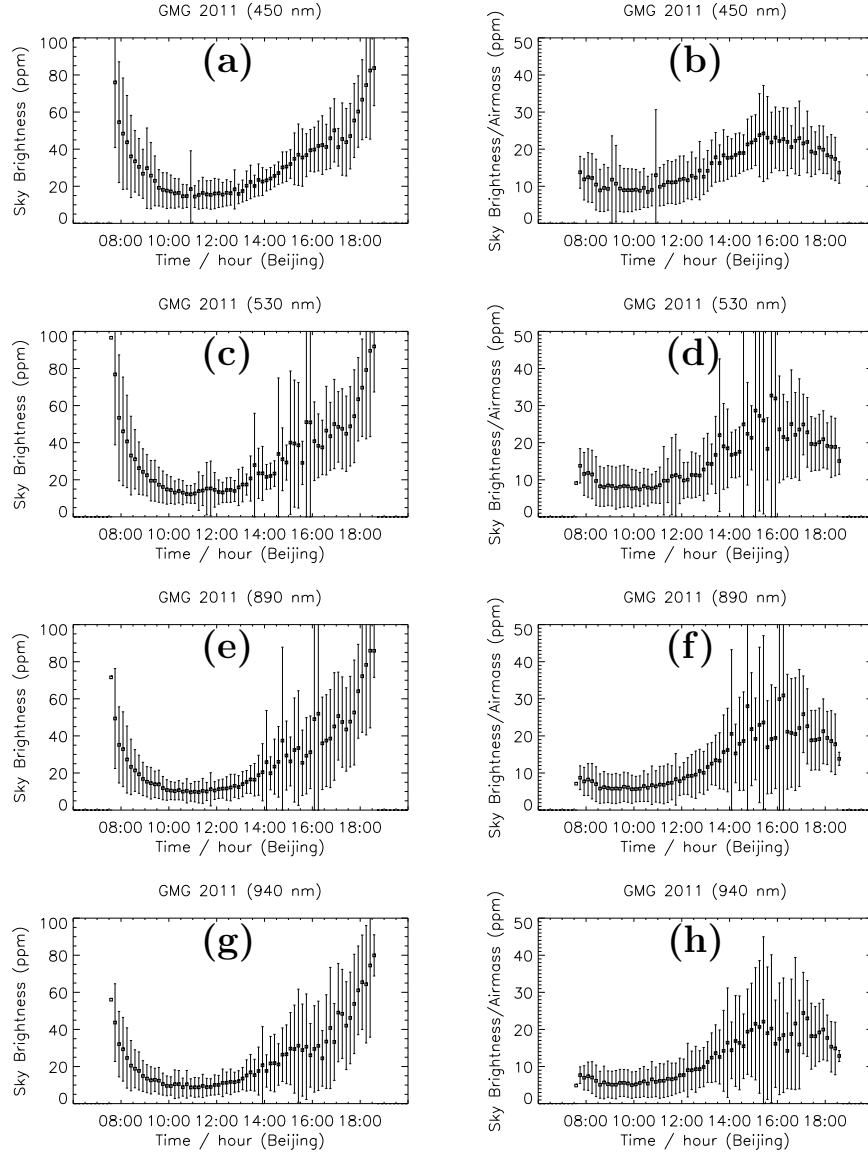 GMG 2011 (450 nm)
(a)
Sky Brightness (ppm)
100
80
60
40
20
0
08:00 10:00 12:00 14:00 16:00 18:00
Time / hour (Beijing)
GMG 2011 (450 nm)
(b)
Sky Brightness/Airmass (ppm)
50
40
30
20
10
0
08:00 10:00 12:00 14:00 16:00 18:00
Time / hour (Beijing)
GMG 2011 (530 nm)
(c)
Sky Brightness (ppm)
100
80
60
40
20
0
08:00 10:00 12:00 14:00 16:00 18:00
Time / hour (Beijing)
GMG 2011 (530 nm)
(d)
Sky Brightness/Airmass (ppm)
50
40
30
20
10
0
08:00 10:00 12:00 14:00 16:00 18:00
Time / hour (Beijing)
GMG 2011 (890 nm)
(e)
Sky Brightness (ppm)
100
80
60
40
20
0
08:00 10:00 12:00 14:00 16:00 18:00
Time / hour (Beijing)
GMG 2011 (890 nm)
(f)
Sky Brightness/Airmass (ppm)
50
40
30
20
10
0
08:00 10:00 12:00 14:00 16:00 18:00
Time / hour (Beijing)
GMG 2011 (940 nm)
(g)
Sky Brightness (ppm)
100
80
60
40
20
0
08:00 10:00 12:00 14:00 16:00 18:00
Time / hour (Beijing)
GMG 2011 (940 nm)
(h)
Sky Brightness/Airmass (ppm)
50
40
30
20
10
0
08:00 10:00 12:00 14:00 16:00 18:00
Time / hour (Beijing)